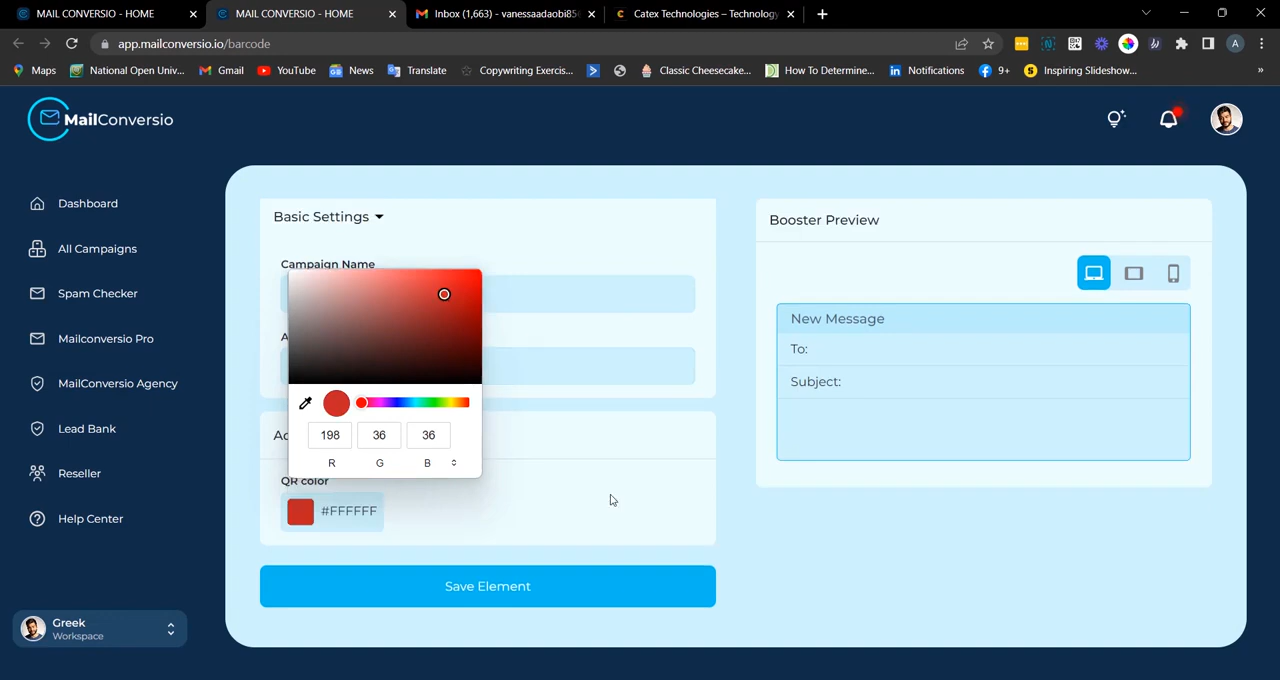 MAIL CONVERSIO - HOME
MAIL CONVERSIO - HOME
Inbox (1,663) - vanessaadaobi85
Catex Technologies – Technology
app.mailconversio.io/barcode
A
Maps
National Open Univ...
Gmail
YouTube
News
Translate
Copywriting Exercis...
Classic Cheesecake...
How To Determine...
Notifications
9+
Inspiring Slideshow...
MailConversio
Dashboard
All Campaigns
Spam Checker
Mailconversio Pro
MailConversio Agency
Lead Bank
Reseller
Help Center
Greek
Workspace
Basic Settings
Campaign Name
A
198
36
36
R
G
B
Ad
QR color
#FFFFFF
Save Element
Booster Preview
New Message
To:
Subject: